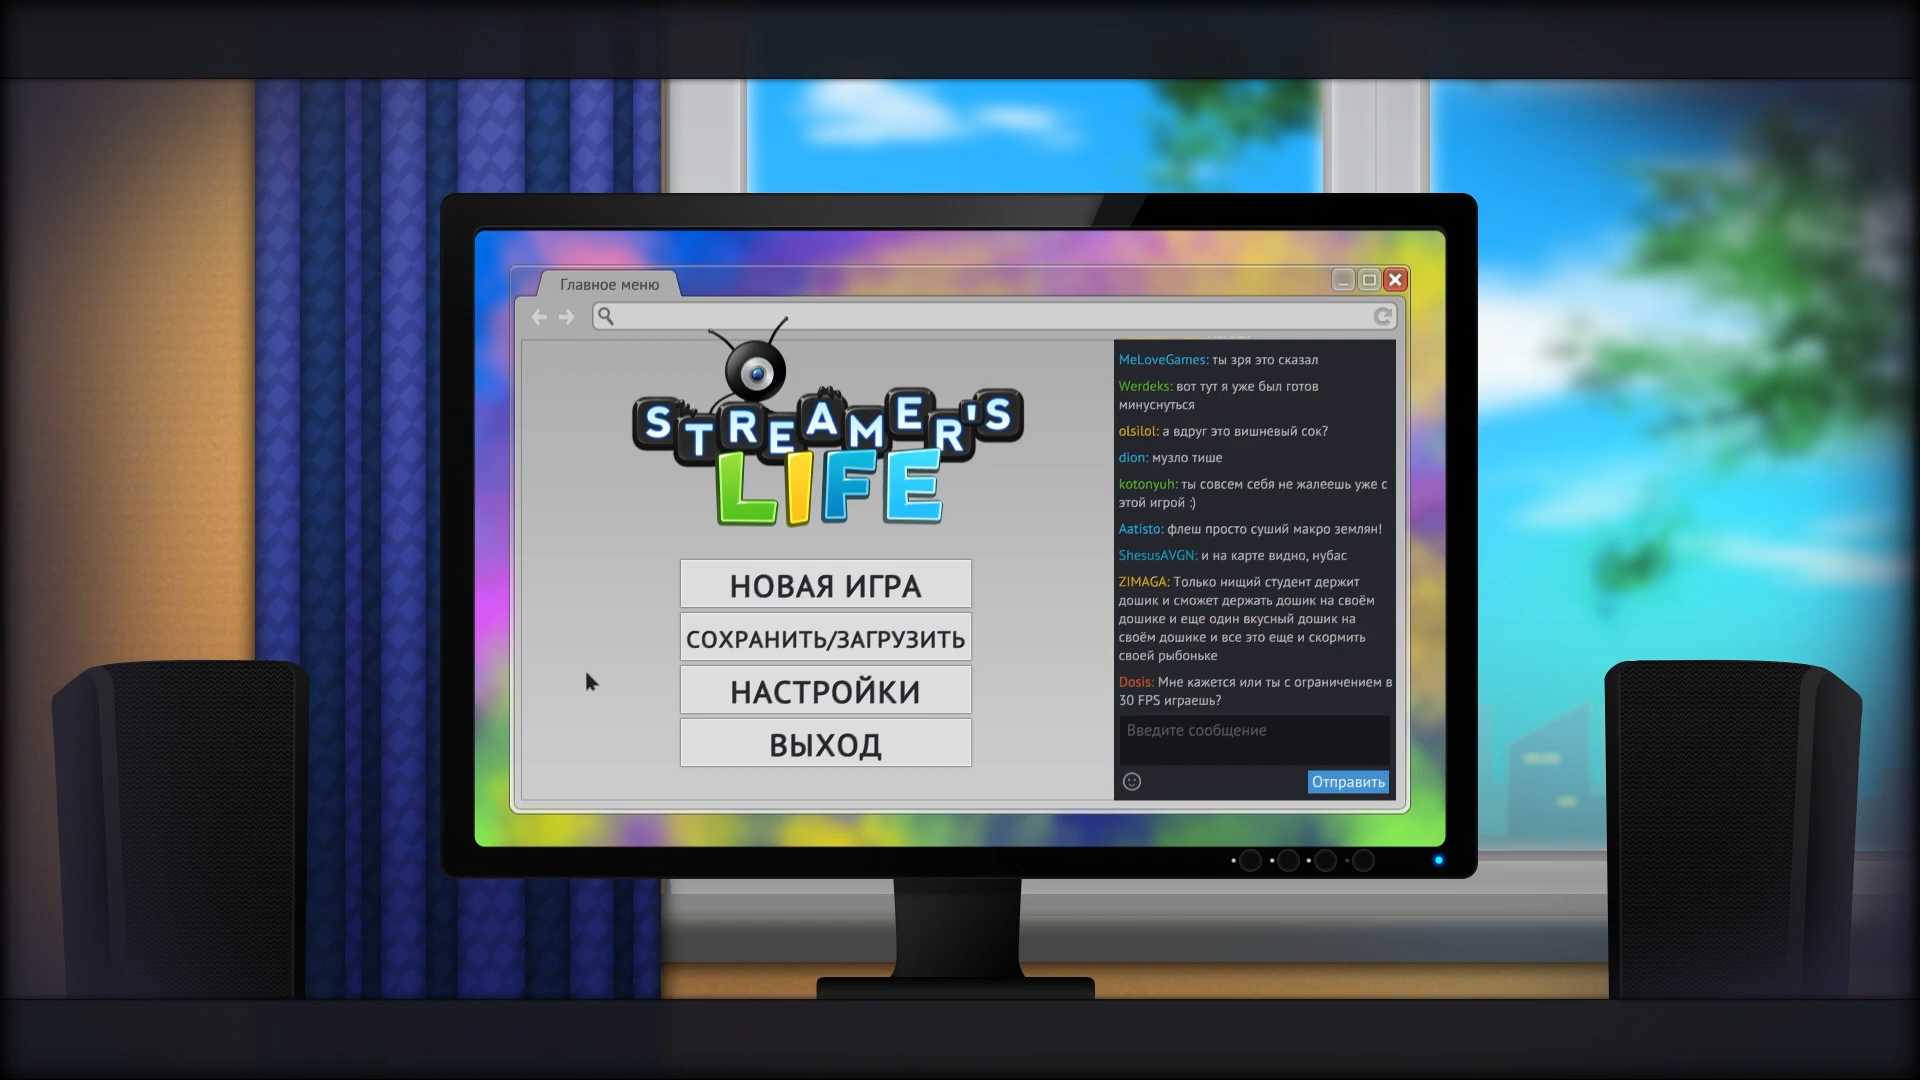 Главное меню
STREAMER'S
LIFE
НОВАЯ ИГРА
СОХРАНИТЬ/ЗАГРУЗИТЬ
НАСТРОЙКИ
ВЫХОД
MeLoveGames: ты зря это сказал
Werdeks: вот тут я уже был готов
минуснуться
olsilol: а вдруг это вишневый сок?
dion: музло тише
kotonyuh: ты совсем себя не жалеешь уже с
этой игрой :)
Aatisto: флеш просто суший макро землян!
ShesusAVGN: и на карте видно, нубас
ZIMAGA: Только нищий студент держит
дошик и сможет держать дошик на своём
дошике и еще один вкусный дошик на
своём дошике и все это еще и скормить
своей рыбоньке
Dosis: Мне кажется или ты с ограничением в
30 FPS играешь?
Введите сообщение
Отправить